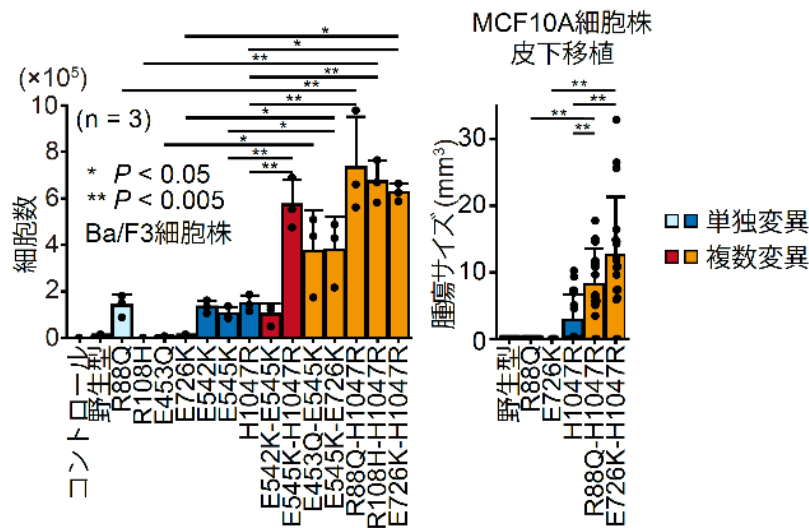 MCF10A細胞株
皮下移植
(×10⁵)
(n = 3)
* P < 0.05
** P < 0.005
Ba/F3細胞株
細胞数
10
8
6
4
2
0
*
*
**
**
**
**
*
*
*
**
**
コントロール
野生型
R88Q
R108H
E453Q
E726K
E542K
E545K
H1047R
E542K-E545K
E545K-H1047R
E453Q-E545K
E545K-E726K
R88Q-H1047R
R108H-H1047R
E726K-H1047R
腫瘍サイズ (mm³)
30
20
10
0
**
**
**
**
野生型
R88Q
E726K
H1047R
R88Q-H1047R
E726K-H1047R
単独変異
複数変異